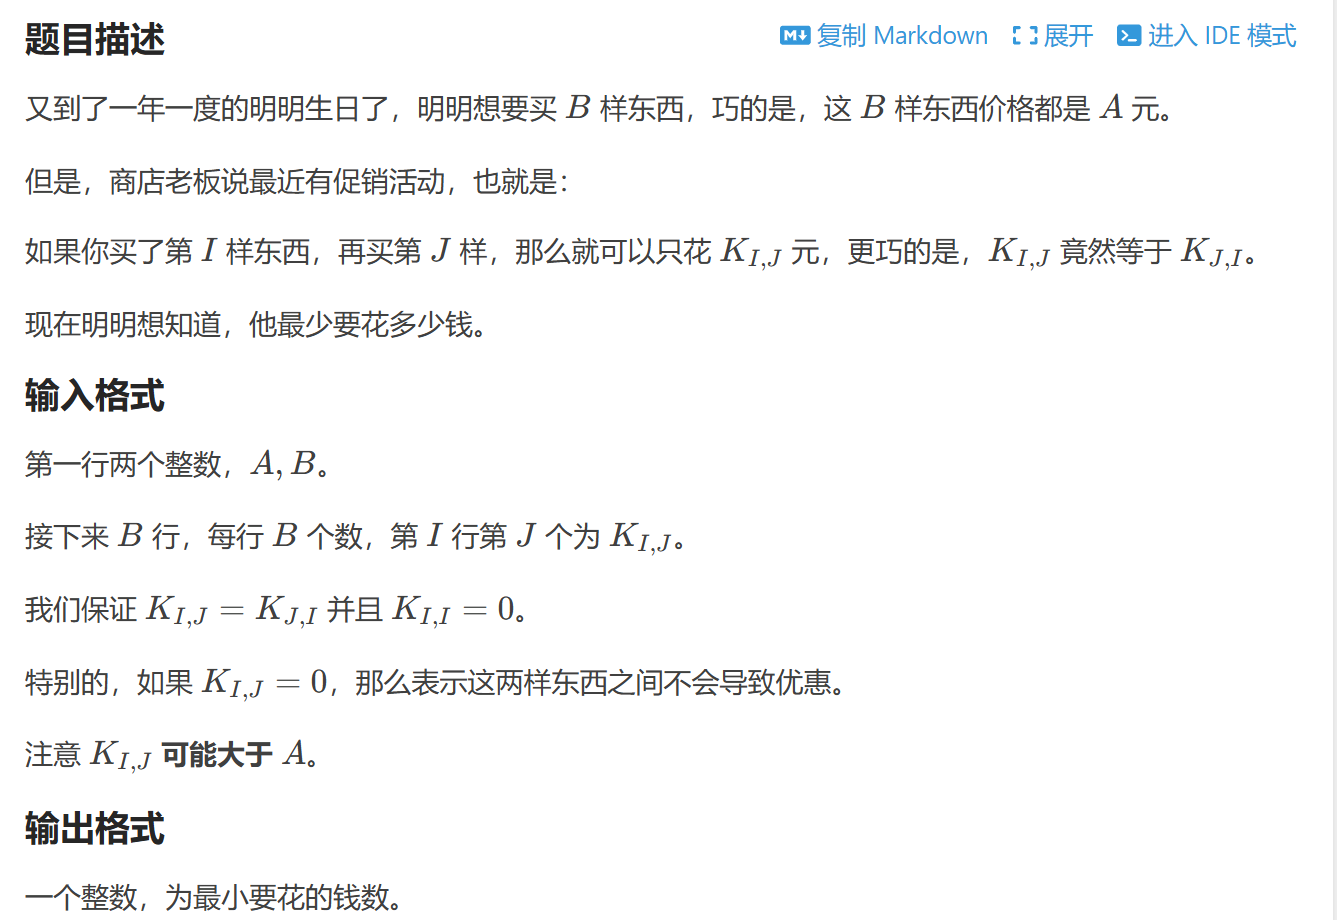 题目描述
复制 Markdown 展开 进入 IDE 模式
又到了一年一度的明明生日了，明明想要买 B 样东西，巧的是，这 B 样东西价格都是 A 元。
但是，商店老板说最近有促销活动，也就是：
如果你买了第 I 样东西，再买第 J 样，那么就可以只花 K_{I,J} 元，更巧的是，K_{I,J} 竟然等于 K_{J,I}。
现在明明想知道，他最少要花多少钱。
输入格式
第一行两个整数，A, B。
接下来 B 行，每行 B 个数，第 I 行第 J 个为 K_{I,J}。
我们保证 K_{I,J} = K_{J,I} 并且 K_{I,I} = 0。
特别的，如果 K_{I,J} = 0，那么表示这两样东西之间不会导致优惠。
注意 K_{I,J} 可能大于 A。
输出格式
一个整数，为最小要花的钱数。